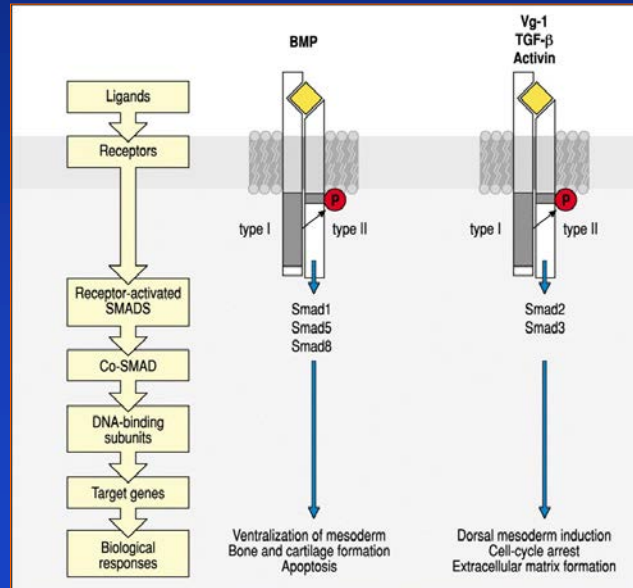 Ligands
Receptors
Receptor-activated
SMADS
Co-SMAD
DNA-binding
subunits
Target genes
Biological
responses
BMP
P
type I
type II
Smad1
Smad5
Smad8
Ventralization of mesoderm
Bone and cartilage formation
Apoptosis
Vg-1
TGF-β
Activin
P
type I
type II
Smad2
Smad3
Dorsal mesoderm induction
Cell-cycle arrest
Extracellular matrix formation